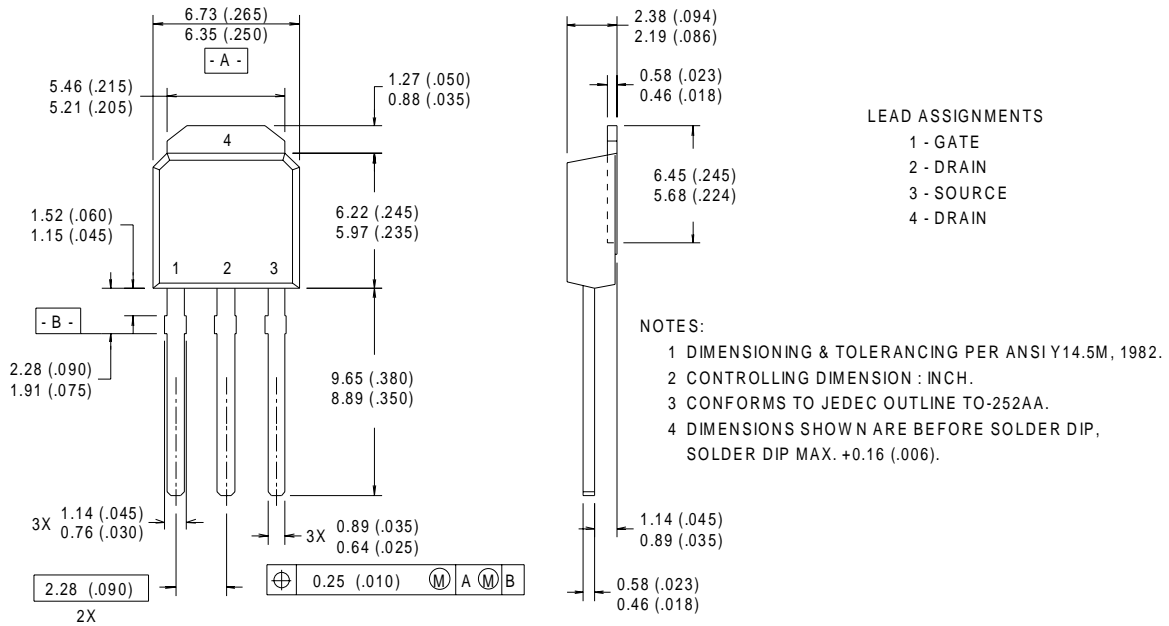 6.73 (.265)
6.35 (.250)
- A -
5.46 (.215)
5.21 (.205)
1.27 (.050)
0.88 (.035)
4
1.52 (.060)
1.15 (.045)
6.22 (.245)
5.97 (.235)
1 2 3
- B -
2.28 (.090)
1.91 (.075)
9.65 (.380)
8.89 (.350)
3X 1.14 (.045)
0.76 (.030)
3X 0.89 (.035)
0.64 (.025)
2.28 (.090)
2X
0.25 (.010) M A M B
2.38 (.094)
2.19 (.086)
0.58 (.023)
0.46 (.018)
6.45 (.245)
5.68 (.224)
1.14 (.045)
0.89 (.035)
0.58 (.023)
0.46 (.018)
LEAD ASSIGNMENTS
1 - GATE
2 - DRAIN
3 - SOURCE
4 - DRAIN
NOTES:
1 DIMENSIONING & TOLERANCING PER ANSI Y14.5M, 1982.
2 CONTROLLING DIMENSION : INCH.
3 CONFORMS TO JEDEC OUTLINE TO-252AA.
4 DIMENSIONS SHOWN ARE BEFORE SOLDER DIP,
SOLDER DIP MAX. +0.16 (.006).